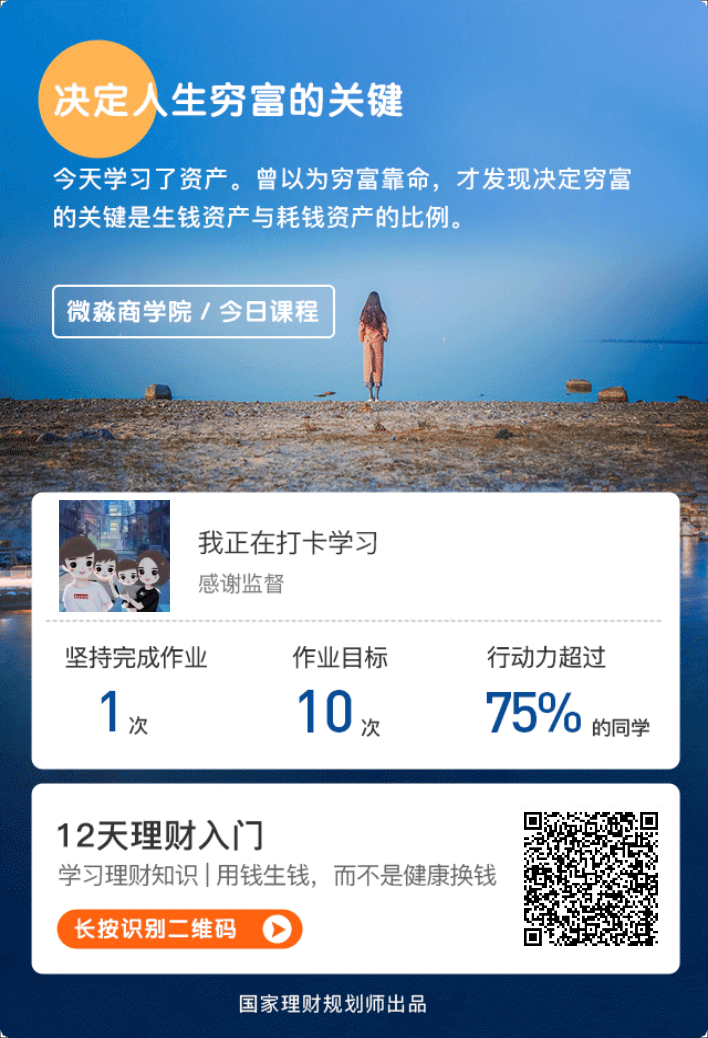 决定人生穷富的关键
今天学习了资产。曾以为穷富靠命，才发现决定穷富
的关键是生钱资产与耗钱资产的比例。
微淼商学院 / 今日课程
我正在打卡学习
感谢监督
坚持完成作业 作业目标 行动力超过
1 次 10 次 75% 的同学
12天理财入门
学习理财知识 | 用钱生钱，而不是健康换钱
长按识别二维码
国家理财规划师出品